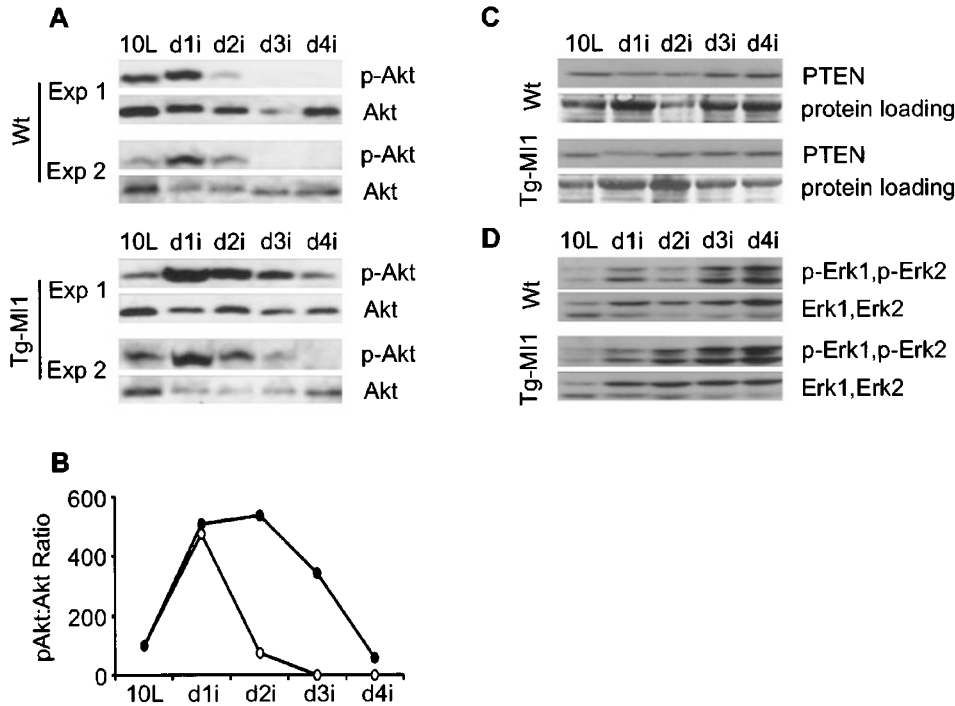 A
10L d1i d2i d3i d4i
Wt
Exp 1
p-Akt
Akt
Exp 2
p-Akt
Akt
10L d1i d2i d3i d4i
Tg-MI1
Exp 1
p-Akt
Akt
Exp 2
p-Akt
Akt
B
pAkt:Akt Ratio
600
400
200
0
10L d1i d2i d3i d4i
C
10L d1i d2i d3i d4i
Wt
PTEN
protein loading
Tg-MI1
PTEN
protein loading
D
10L d1i d2i d3i d4i
Wt
p-Erk1,p-Erk2
Erk1,Erk2
Tg-MI1
p-Erk1,p-Erk2
Erk1,Erk2